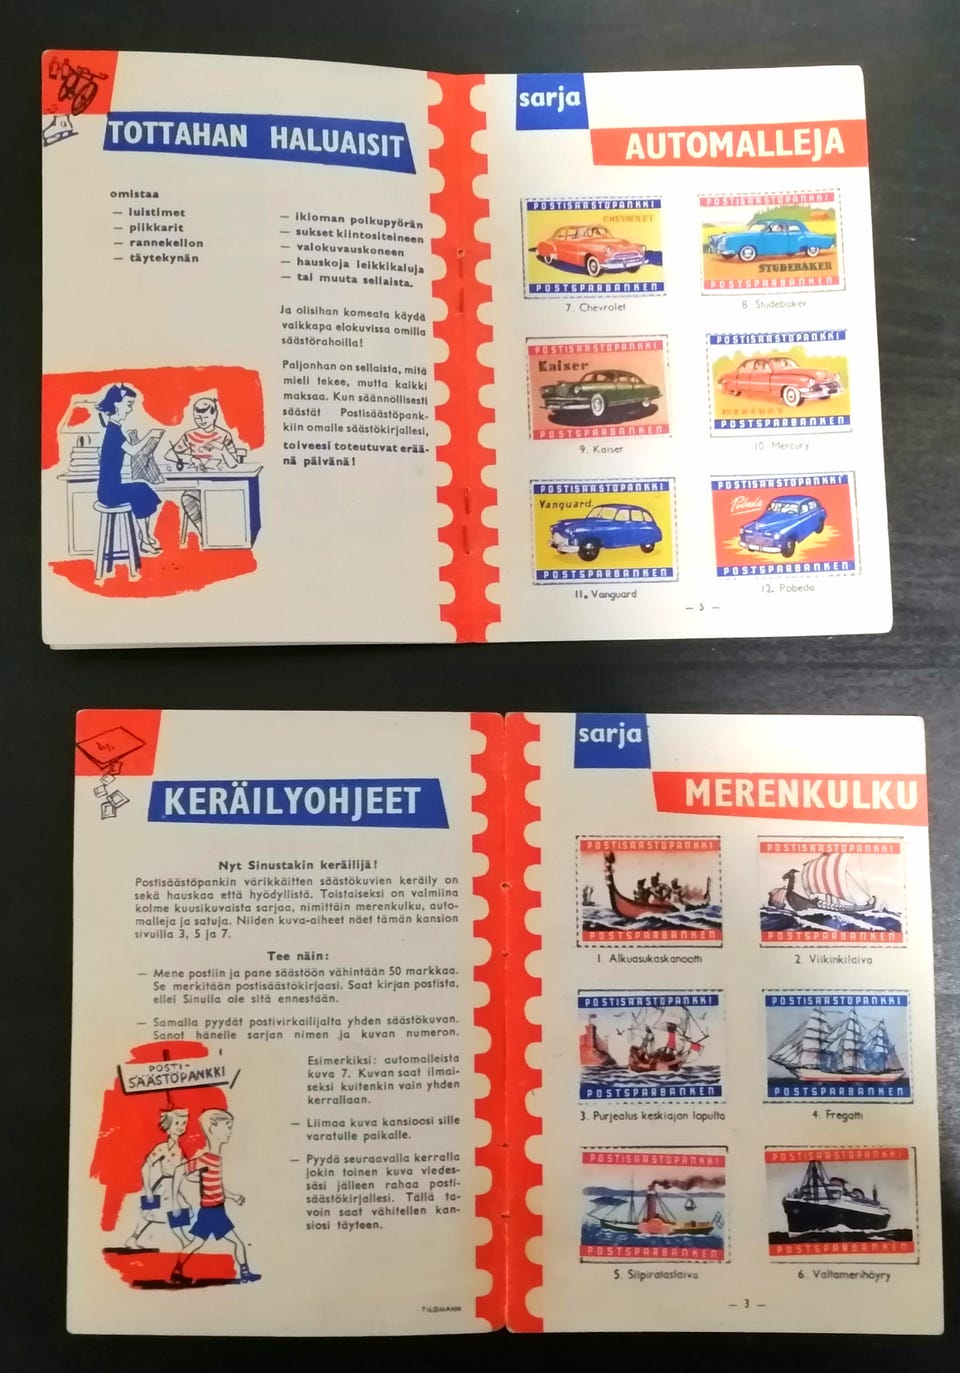 TOTTAHAN HALUAISIT
omistaa
— luistimet
— piikkarit
— rannekellon
— täytekynän
— ikioman polkupyörän
— sukset kiintositeineen
— valokuvauskoneen
— hauskoja leikkikaluja
— tai muuta sellaista.
Ja olisihan komeata käydä
vaikkapa elokuvissa omilla
säästörahoilla!
Paljonhan on sellaista, mitä
mieli tekee, mutta kaikki
maksaa. Kun säännöllisesti
säästät Postisäästöpank-
kiin omalle säästökirjallesi,
toiveesi toteutuvat erää-
nä päivänä!
sarja
AUTOMALLEJA
POSTISÄÄSTÖPANKKI
CHEVROLET
POSTSPARBANKEN
7. Chevrolet
POSTISÄÄSTÖPANKKI
STUDEBAKER
POSTSPARBANKEN
8. Studebaker
POSTISÄÄSTÖPANKKI
Kaiser
POSTSPARBANKEN
9. Kaiser
POSTISÄÄSTÖPANKKI
MERCURY
POSTSPARBANKEN
10. Mercury
POSTISÄÄSTÖPANKKI
Vanguard
POSTSPARBANKEN
11. Vanguard
POSTISÄÄSTÖPANKKI
Pobeda
POSTSPARBANKEN
12. Pobeda
— 5 —
KERÄILYOHJEET
Nyt Sinustakin keräilijä!
Postisäästöpankin värikkäitten säästökuvien keräily on
sekä hauskaa että hyödyllistä. Toistaiseksi on valmiina
kolme kuusikuvaista sarjaa, nimittäin merenkulku, auto-
malleja ja satuja. Niiden kuva-aiheet näet tämän kansion
sivuilla 3, 5 ja 7.
Tee näin:
— Mene postiin ja pane säästöön vähintään 50 markkaa.
Se merkitään postisäästökirjaasi. Saat kirjan postista,
ellei Sinulla ole sitä ennestään.
— Samalla pyydät postivirkailijalta yhden säästökuvan.
Sanot hänelle sarjan nimen ja kuvan numeron.
Esimerkiksi: automalleista
kuva 7. Kuvan saat ilmai-
seksi kuitenkin vain yhden
kerrallaan.
— Liimaa kuva kansioosi sille
varatulle paikalle.
— Pyydä seuraavalla kerralla
jokin toinen kuva viedes-
säsi jälleen rahaa posti-
säästökirjallesi. Tällä ta-
voin saat vähitellen kan-
siosi täyteen.
POSTI-
SÄÄSTÖPANKKI
TILGMANN
sarja
MERENKULKU
POSTISÄÄSTÖPANKKI
POSTSPARBANKEN
1. Alkuasukaskanootti
POSTISÄÄSTÖPANKKI
POSTSPARBANKEN
2. Viikinkilaiva
POSTISÄÄSTÖPANKKI
POSTSPARBANKEN
3. Purjealus keskiajan lopulta
POSTISÄÄSTÖPANKKI
POSTSPARBANKEN
4. Fregatti
POSTISÄÄSTÖPANKKI
POSTSPARBANKEN
5. Siipirataslaiva
POSTISÄÄSTÖPANKKI
POSTSPARBANKEN
6. Valtamerihöyry
— 3 —